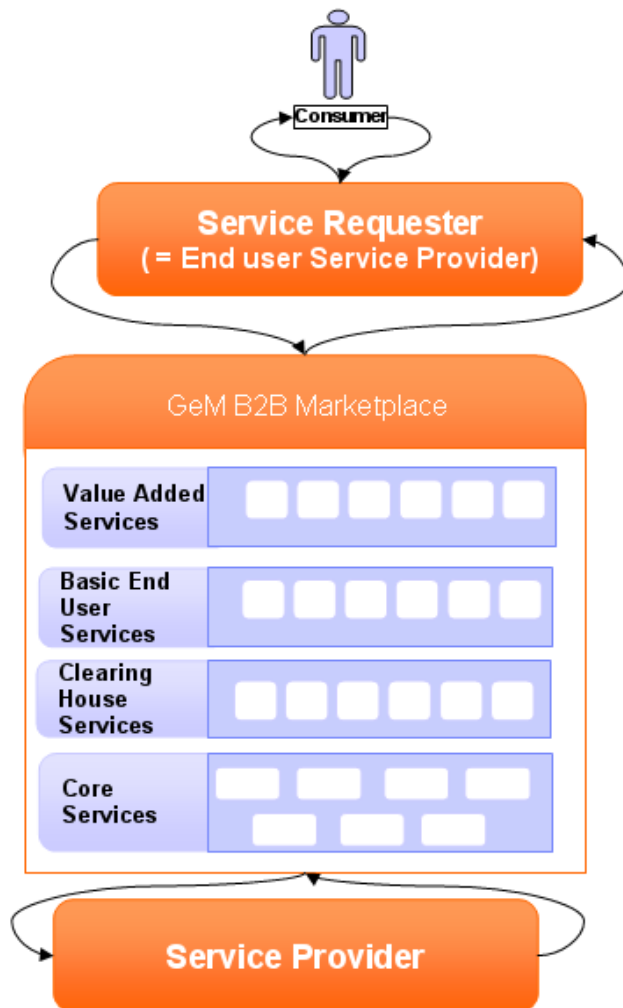 Consumer
Service Requester
( = End user Service Provider)
GeM B2B Marketplace
Value Added
Services
Basic End
User
Services
Clearing
House
Services
Core
Services
Service Provider